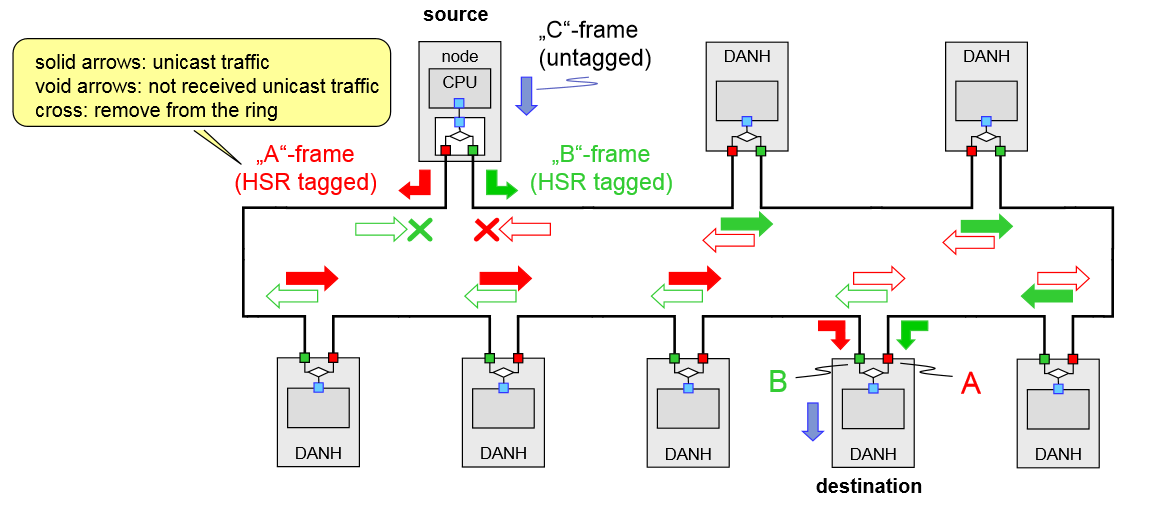 source
solid arrows: unicast traffic
void arrows: not received unicast traffic
cross: remove from the ring
node
CPU
„C“-frame
(untagged)
DANH
DANH
„A“-frame
(HSR tagged)
„B“-frame
(HSR tagged)
B
A
DANH
DANH
DANH
DANH
DANH
destination